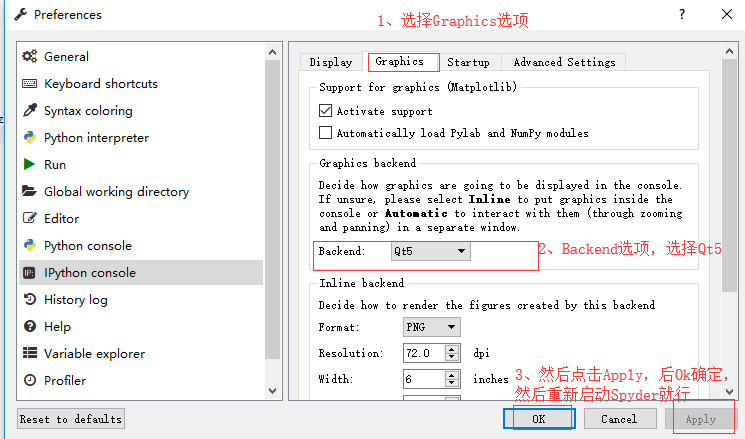 Preferences
1、选择Graphics选项
General
Keyboard shortcuts
Syntax coloring
Python interpreter
Run
Global working directory
Editor
Python console
IPython console
History log
Help
Variable explorer
Profiler
Display
Graphics
Startup
Advanced Settings
Support for graphics (Matplotlib)
Activate support
Automatically load Pylab and NumPy modules
Graphics backend
Decide how graphics are going to be displayed in the console.
If unsure, please select Inline to put graphics inside the
console or Automatic to interact with them (through zooming
and panning) in a separate window.
Backend: Qt5
2、Backend选项，选择Qt5
Inline backend
Decide how to render the figures created by this backend
Format: PNG
Resolution: 72.0 dpi
Width: 6 inches
3、然后点击Apply，后Ok确定，
然后重新启动Spyder就行
Reset to defaults
OK
Cancel
Apply